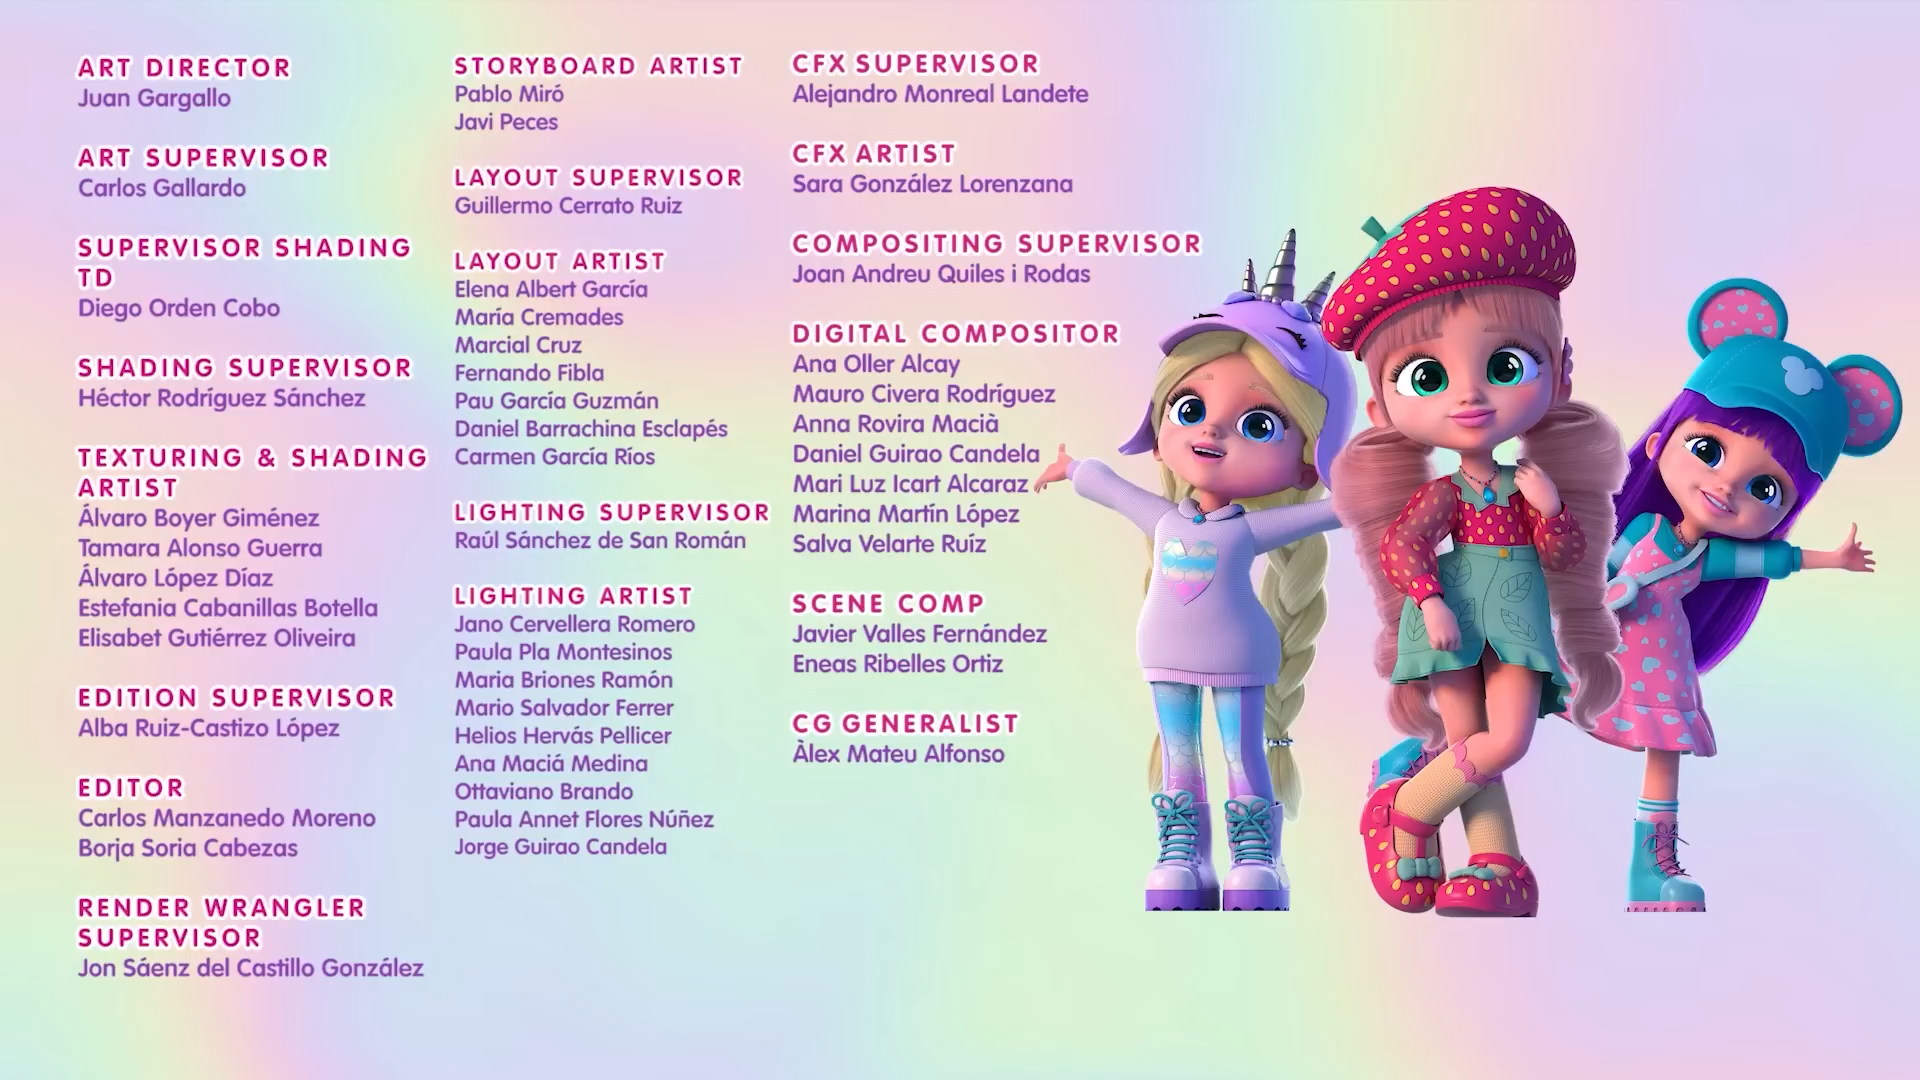 ART DIRECTOR
Juan Gargallo
ART SUPERVISOR
Carlos Gallardo
SUPERVISOR SHADING
TD
Diego Orden Cobo
SHADING SUPERVISOR
Héctor Rodríguez Sánchez
TEXTURING & SHADING
ARTIST
Álvaro Boyer Giménez
Tamara Alonso Guerra
Álvaro López Díaz
Estefania Cabanillas Botella
Elisabet Gutiérrez Oliveira
EDITION SUPERVISOR
Alba Ruiz-Castizo López
EDITOR
Carlos Manzanedo Moreno
Borja Soria Cabezas
RENDER WRANGLER
SUPERVISOR
Jon Sáenz del Castillo González
STORYBOARD ARTIST
Pablo Miró
Javi Peces
LAYOUT SUPERVISOR
Guillermo Cerrato Ruiz
LAYOUT ARTIST
Elena Albert García
María Cremades
Marcial Cruz
Fernando Fibla
Pau García Guzmán
Daniel Barrachina Esclapés
Carmen García Ríos
LIGHTING SUPERVISOR
Raúl Sánchez de San Román
LIGHTING ARTIST
Jano Cervellera Romero
Paula Pla Montesinos
Maria Briones Ramón
Mario Salvador Ferrer
Helios Hervás Pellicer
Ana Maciá Medina
Ottaviano Brando
Paula Annet Flores Núñez
Jorge Guirao Candela
CFX SUPERVISOR
Alejandro Monreal Landete
CFX ARTIST
Sara González Lorenzana
COMPOSITING SUPERVISOR
Joan Andreu Quiles i Rodas
DIGITAL COMPOSITOR
Ana Oller Alcay
Mauro Civera Rodríguez
Anna Rovira Macià
Daniel Guirao Candela
Mari Luz Icart Alcaraz
Marina Martín López
Salva Velarte Ruíz
SCENE COMP
Javier Valles Fernández
Eneas Ribelles Ortiz
CG GENERALIST
Àlex Mateu Alfonso